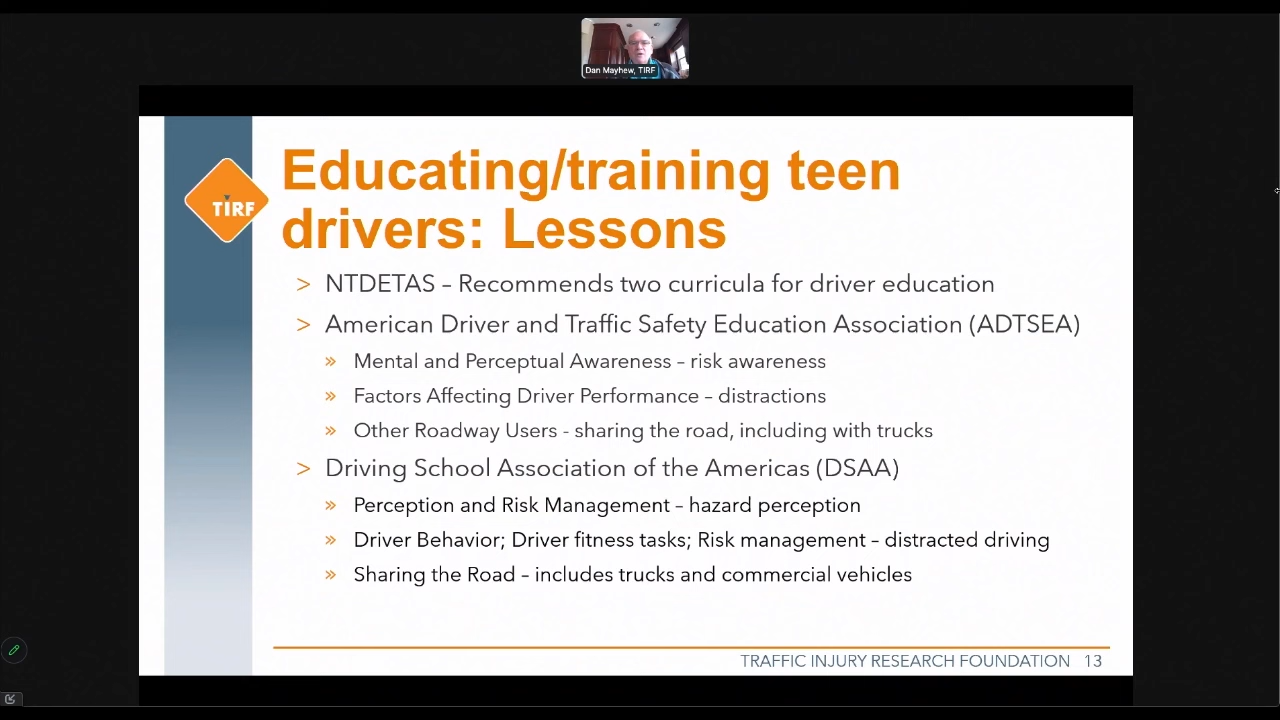 Dan Mayhew, TIRF
TIRF
Educating/training teen
drivers: Lessons
> NTDETAS – Recommends two curricula for driver education
> American Driver and Traffic Safety Education Association (ADTSEA)
» Mental and Perceptual Awareness – risk awareness
» Factors Affecting Driver Performance – distractions
» Other Roadway Users - sharing the road, including with trucks
> Driving School Association of the Americas (DSAA)
» Perception and Risk Management – hazard perception
» Driver Behavior; Driver fitness tasks; Risk management – distracted driving
» Sharing the Road – includes trucks and commercial vehicles
TRAFFIC INJURY RESEARCH FOUNDATION 13